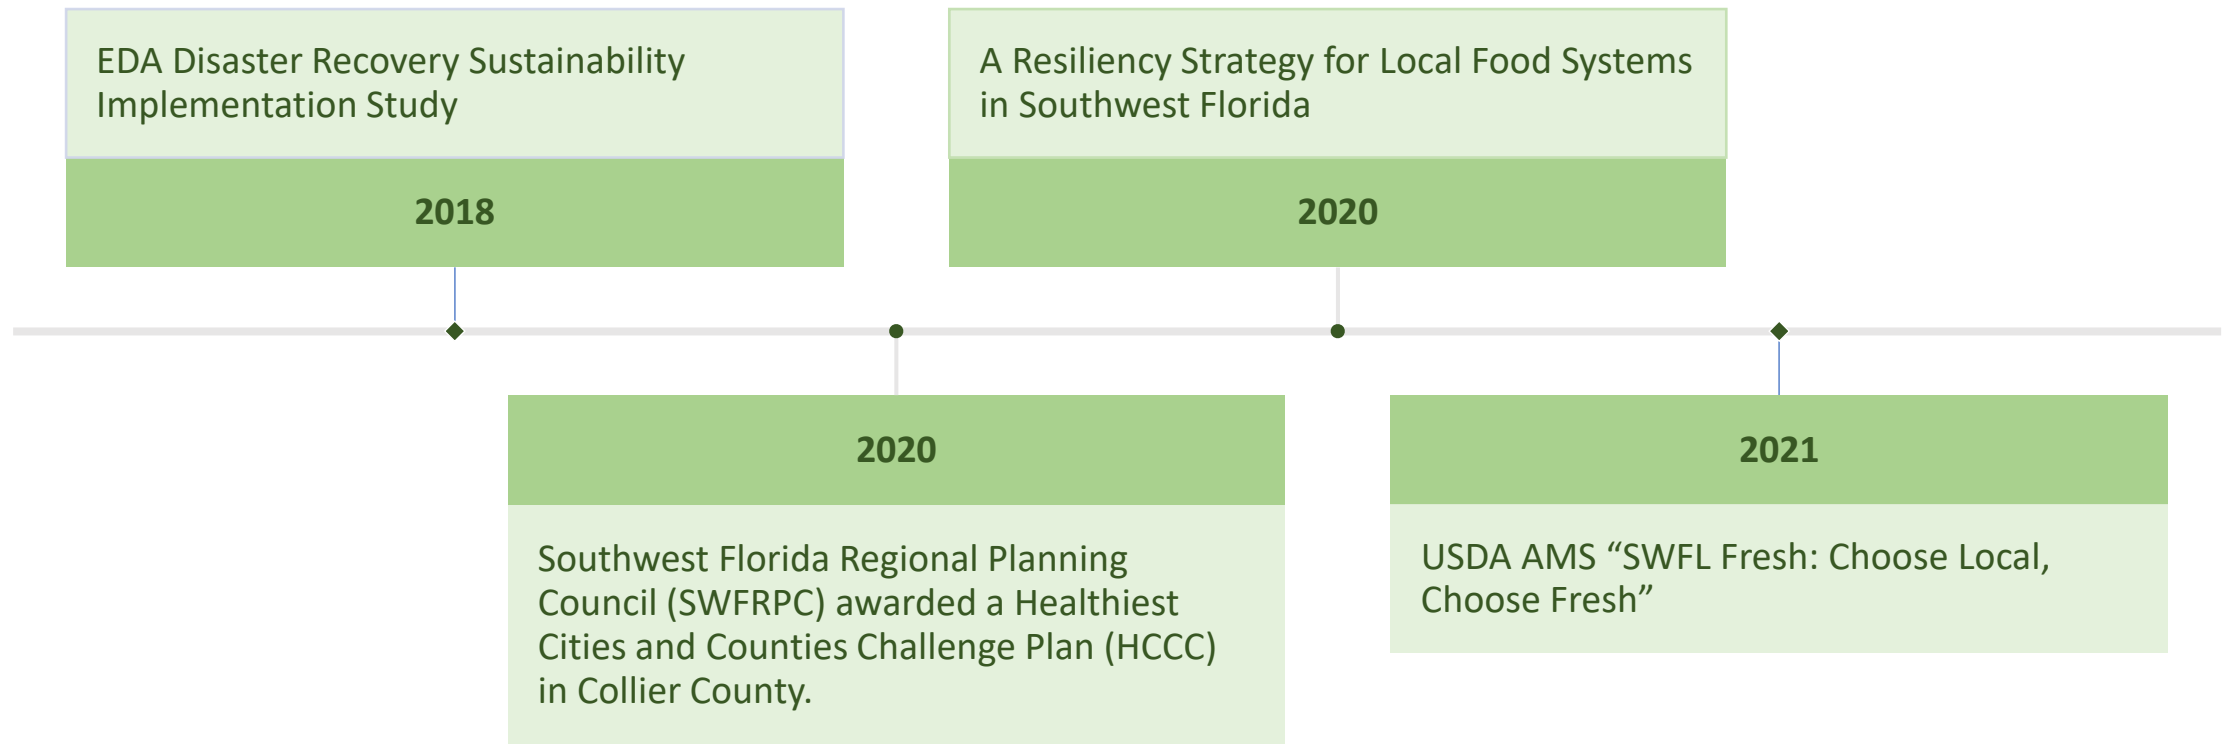 EDA Disaster Recovery Sustainability
Implementation Study
2018
2020
Southwest Florida Regional Planning
Council (SWFRPC) awarded a Healthiest
Cities and Counties Challenge Plan (HCCC)
in Collier County.
A Resiliency Strategy for Local Food Systems
in Southwest Florida
2020
2021
USDA AMS “SWFL Fresh: Choose Local,
Choose Fresh”